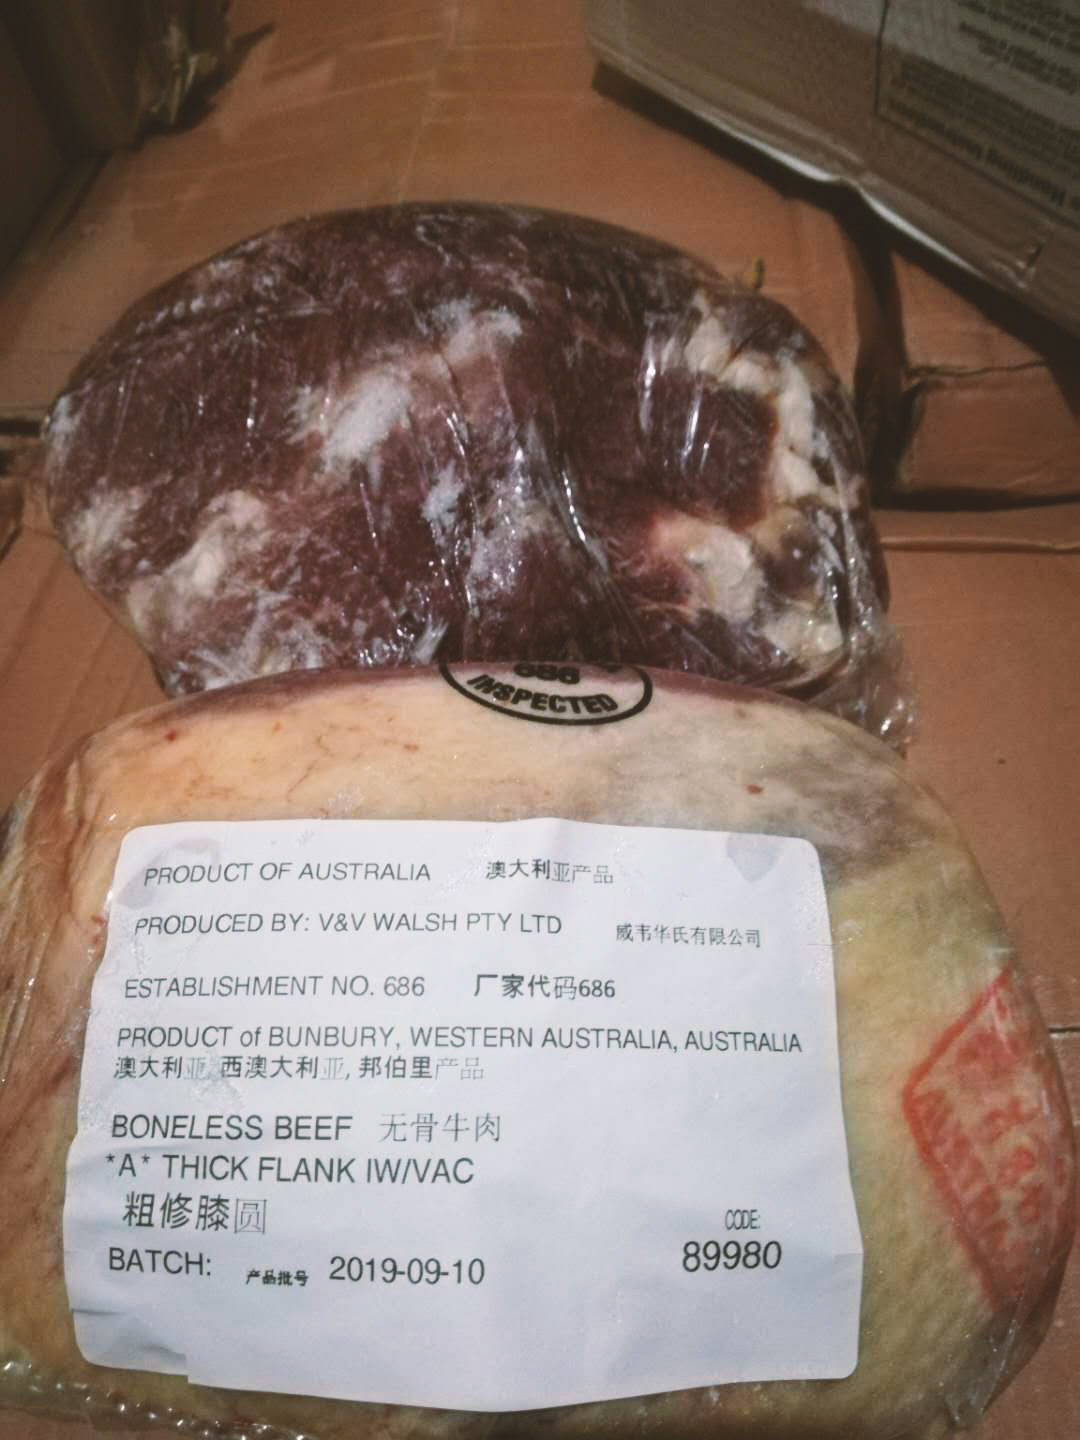 686
INSPECTED
PRODUCT OF AUSTRALIA 澳大利亚产品
PRODUCED BY: V&V WALSH PTY LTD 威韦华氏有限公司
ESTABLISHMENT NO. 686 厂家代码686
PRODUCT of BUNBURY, WESTERN AUSTRALIA, AUSTRALIA
澳大利亚, 西澳大利亚, 邦伯里产品
BONELESS BEEF 无骨牛肉
*A* THICK FLANK IW/VAC
粗修膝圆
CODE:
BATCH: 产品批号 2019-09-10 89980